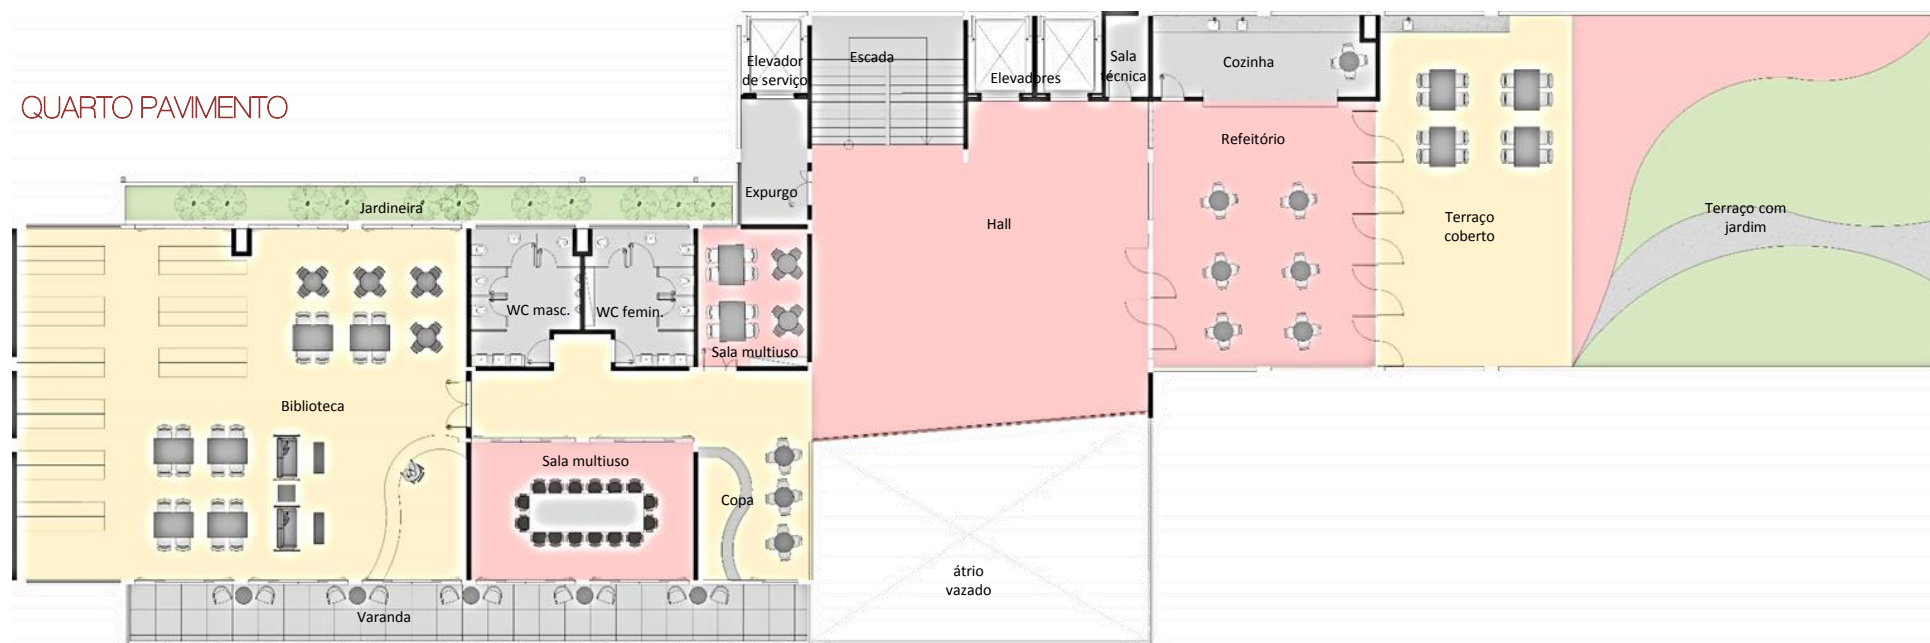 QUARTO PAVIMENTO
Elevador
de serviço
Escada
Elevadores
Sala
técnica
Cozinha
Refeitório
Expurgo
Jardineira
Hall
Terraço
coberto
Terraço com
jardim
WC masc.
WC femin.
Sala multiuso
Biblioteca
Sala multiuso
Copa
átrio
vazado
Varanda